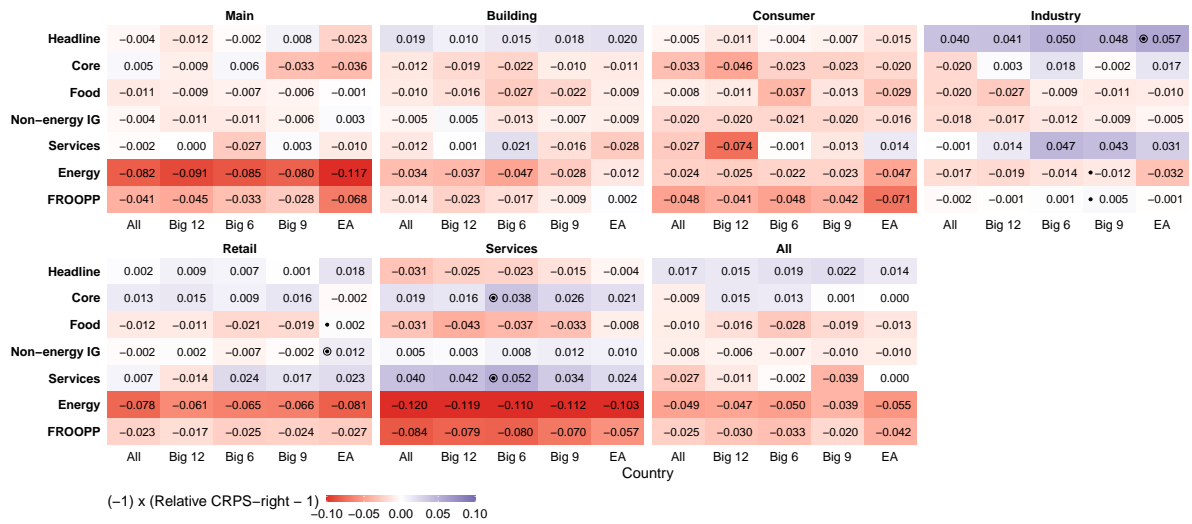 Main Building Consumer Industry
Headline −0.004 −0.012 −0.002 0.008 −0.023 0.019 0.010 0.015 0.018 0.020 −0.005 −0.011 −0.004 −0.007 −0.015 0.040 0.041 0.050 0.048 0.057
Core 0.005 −0.009 0.006 −0.033 −0.036 −0.012 −0.019 −0.022 −0.010 −0.011 −0.033 −0.046 −0.023 −0.023 −0.020 −0.020 0.003 0.018 −0.002 0.017
Food −0.011 −0.009 −0.007 −0.006 −0.001 −0.010 −0.016 −0.027 −0.022 −0.009 −0.008 −0.011 −0.037 −0.013 −0.029 −0.020 −0.027 −0.009 −0.011 −0.010
Non−energy IG −0.004 −0.011 −0.011 −0.006 0.003 −0.005 0.005 −0.013 −0.007 −0.009 −0.020 −0.020 −0.021 −0.020 −0.016 −0.018 −0.017 −0.012 −0.009 −0.005
Services −0.002 0.000 −0.027 0.003 −0.010 −0.012 0.001 0.021 −0.016 −0.028 −0.027 −0.074 −0.001 −0.013 0.014 −0.001 0.014 0.047 0.043 0.031
Energy −0.082 −0.091 −0.085 −0.080 −0.117 −0.034 −0.037 −0.047 −0.028 −0.012 −0.024 −0.025 −0.022 −0.023 −0.047 −0.017 −0.019 −0.014 −0.012 −0.032
FROOPP −0.041 −0.045 −0.033 −0.028 −0.068 −0.014 −0.023 −0.017 −0.009 0.002 −0.048 −0.041 −0.048 −0.042 −0.071 −0.002 −0.001 0.001 0.005 −0.001
All Big 12 Big 6 Big 9 EA All Big 12 Big 6 Big 9 EA All Big 12 Big 6 Big 9 EA All Big 12 Big 6 Big 9 EA
Retail Services All
Headline 0.002 0.009 0.007 0.001 0.018 −0.031 −0.025 −0.023 −0.015 −0.004 0.017 0.015 0.019 0.022 0.014
Core 0.013 0.015 0.009 0.016 −0.002 0.019 0.016 0.038 0.026 0.021 −0.009 0.015 0.013 0.001 0.000
Food −0.012 −0.011 −0.021 −0.019 0.002 −0.031 −0.043 −0.037 −0.033 −0.008 −0.010 −0.016 −0.028 −0.019 −0.013
Non−energy IG −0.002 0.002 −0.007 −0.002 0.012 0.005 0.003 0.008 0.012 0.010 −0.008 −0.006 −0.007 −0.010 −0.010
Services 0.007 −0.014 0.024 0.017 0.023 0.040 0.042 0.052 0.034 0.024 −0.027 −0.011 −0.002 −0.039 0.000
Energy −0.078 −0.061 −0.065 −0.066 −0.081 −0.120 −0.119 −0.110 −0.112 −0.103 −0.049 −0.047 −0.050 −0.039 −0.055
FROOPP −0.023 −0.017 −0.025 −0.024 −0.027 −0.084 −0.079 −0.080 −0.070 −0.057 −0.025 −0.030 −0.033 −0.020 −0.042
All Big 12 Big 6 Big 9 EA All Big 12 Big 6 Big 9 EA All Big 12 Big 6 Big 9 EA
Country
(−1) x (Relative CRPS−right − 1)
−0.10 −0.05 0.00 0.05 0.10